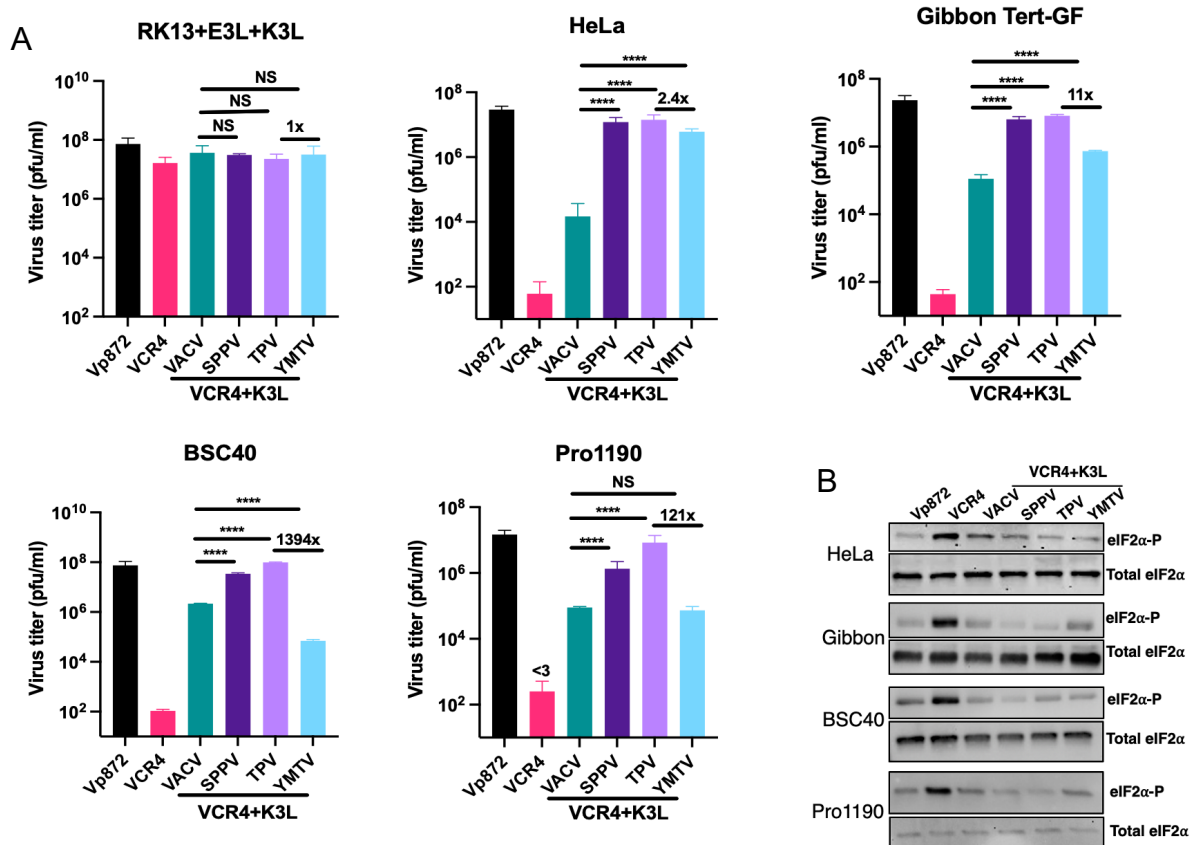 A
RK13+E3L+K3L
Virus titer (pfu/ml)
10^10
10^8
10^6
10^4
10^2
NS
NS
NS
1x
Vp872
VCR4
VACV
SPPV
TPV
YMTV
VCR4+K3L
HeLa
Virus titer (pfu/ml)
10^8
10^6
10^4
10^2
****
****
****
2.4x
Vp872
VCR4
VACV
SPPV
TPV
YMTV
VCR4+K3L
Gibbon Tert-GF
Virus titer (pfu/ml)
10^8
10^6
10^4
10^2
****
****
****
11x
Vp872
VCR4
VACV
SPPV
TPV
YMTV
VCR4+K3L
BSC40
Virus titer (pfu/ml)
10^10
10^8
10^6
10^4
10^2
****
****
****
1394x
Vp872
VCR4
VACV
SPPV
TPV
YMTV
VCR4+K3L
Pro1190
Virus titer (pfu/ml)
10^8
10^6
10^4
10^2
NS
****
****
121x
<3
Vp872
VCR4
VACV
SPPV
TPV
YMTV
VCR4+K3L
B
VCR4+K3L
Vp872
VCR4
VACV
SPPV
TPV
YMTV
HeLa
eIF2α-P
Total eIF2α
Gibbon
eIF2α-P
Total eIF2α
BSC40
eIF2α-P
Total eIF2α
Pro1190
eIF2α-P
Total eIF2α